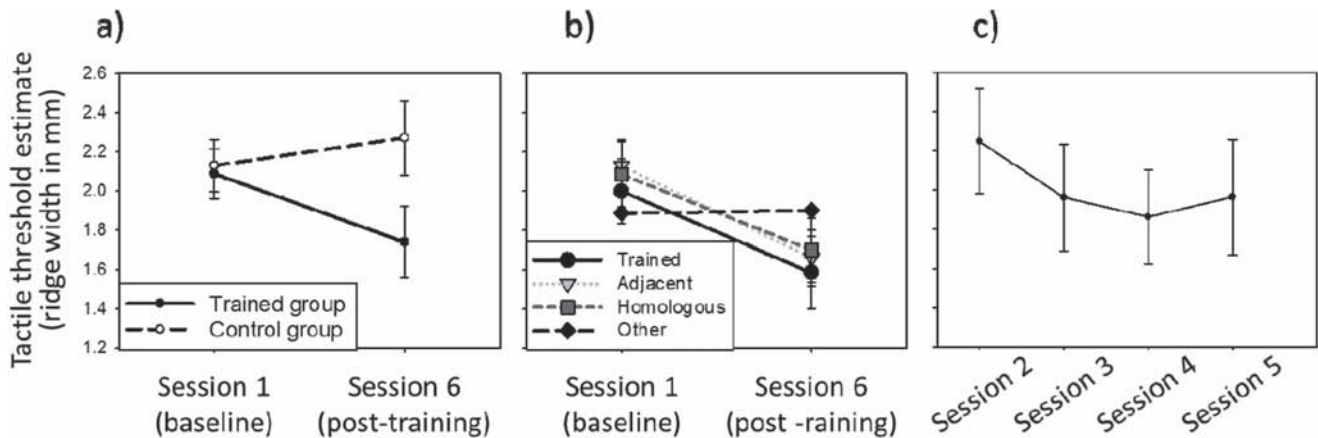 a)
b)
c)
Tactile threshold estimate
(ridge width in mm)
2.6
2.4
2.2
2.0
1.8
1.6
1.4
1.2
Trained group
Control group
Session 1
(baseline)
Session 6
(post-training)
Trained
Adjacent
Homologous
Other
Session 1
(baseline)
Session 6
(post -raining)
Session 2
Session 3
Session 4
Session 5